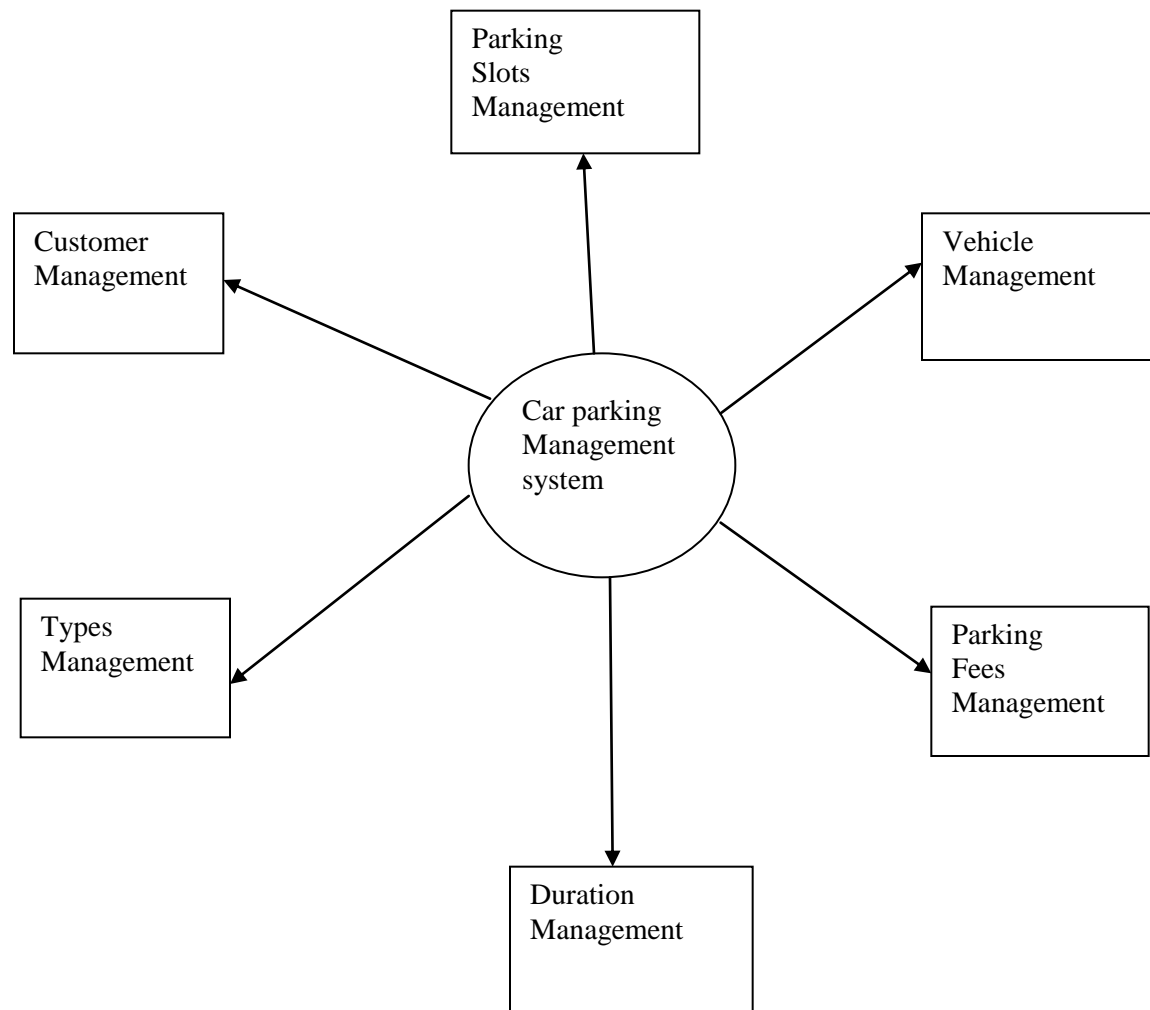 Parking
Slots
Management
Customer
Management
Vehicle
Management
Car parking
Management
system
Types
Management
Parking
Fees
Management
Duration
Management